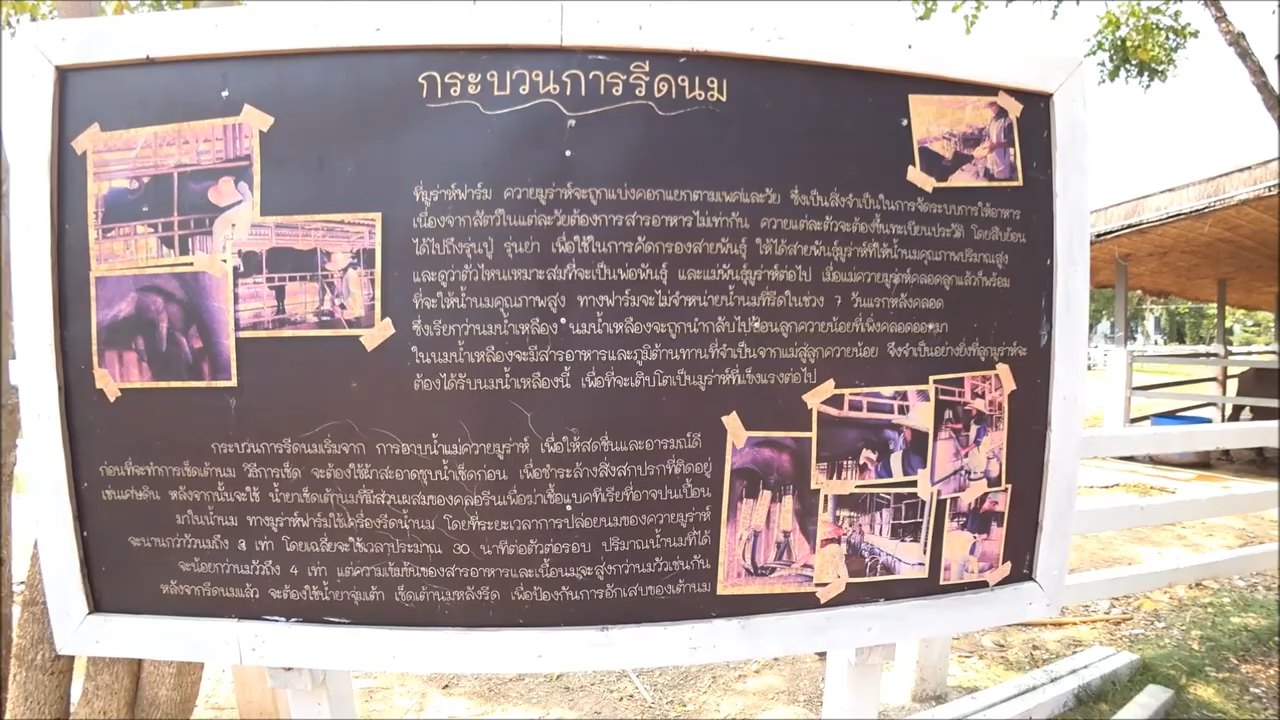 กระบวนการรีดนม
ที่มูร่าห์ฟาร์ม ควายมูร่าห์จะถูกแบ่งคอกแยกตามเพศและวัย ซึ่งเป็นสิ่งจำเป็นในการจัดระบบการให้อาหาร
เนื่องจากสัตว์ในแต่ละวัยต้องการสารอาหารไม่เท่ากัน ควายแต่ละตัวจะต้องขึ้นทะเบียนประวัติ โดยสืบย้อน
ได้ไปถึงรุ่นปู่ รุ่นย่า เพื่อใช้ในการคัดกรองสายพันธุ์ ให้ได้สายพันธุ์มูร่าห์ที่ให้น้ำนมคุณภาพปริมาณสูง
และดูว่าตัวไหนเหมาะสมที่จะเป็นพ่อพันธุ์ และแม่พันธุ์มูร่าห์ต่อไป เมื่อแม่ควายมูร่าห์คลอดลูกแล้วก็พร้อม
ที่จะให้น้ำนมคุณภาพสูง ทางฟาร์มจะไม่จำหน่ายน้ำนมที่รีดในช่วง 7 วันแรกหลังคลอด
ซึ่งเรียกว่านมน้ำเหลือง นมน้ำเหลืองจะถูกนำกลับไปป้อนลูกควายน้อยที่เพิ่งคลอดออกมา
ในนมน้ำเหลืองจะมีสารอาหารและภูมิต้านทานที่จำเป็นจากแม่สู่ลูกควายน้อย จึงจำเป็นอย่างยิ่งที่ลูกมูร่าห์จะ
ต้องได้รับนมน้ำเหลืองนี้ เพื่อที่จะเติบโตเป็นมูร่าห์ที่แข็งแรงต่อไป
กระบวนการรีดนมเริ่มจาก การอาบน้ำแม่ควายมูร่าห์ เพื่อให้สดชื่นและอารมณ์ดี
ก่อนที่จะทำการเช็ดเต้านม วิธีการเช็ด จะต้องใช้ผ้าสะอาดชุบน้ำเช็ดก่อน เพื่อชำระล้างสิ่งสกปรกที่ติดอยู่
เช่นเศษดิน หลังจากนั้นจะใช้ น้ำยาเช็ดเต้านมที่มีส่วนผสมของคลอรีนเพื่อฆ่าเชื้อแบคทีเรียที่อาจปนเปื้อน
มาในน้ำนม ทางมูร่าห์ฟาร์มใช้เครื่องรีดน้ำนม โดยที่ระยะเวลาการปล่อยนมของควายมูร่าห์
จะนานกว่าวัวนมถึง 3 เท่า โดยเฉลี่ยจะใช้เวลาประมาณ 30 นาทีต่อตัวต่อรอบ ปริมาณน้ำนมที่ได้
จะน้อยกว่านมวัวถึง 4 เท่า แต่ความเข้มข้นของสารอาหารและเนื้อนมจะสูงกว่านมวัวเช่นกัน
หลังจากรีดนมแล้ว จะต้องใช้น้ำยาจุ่มเต้า เช็ดเต้านมหลังรีด เพื่อป้องกันการอักเสบของเต้านม